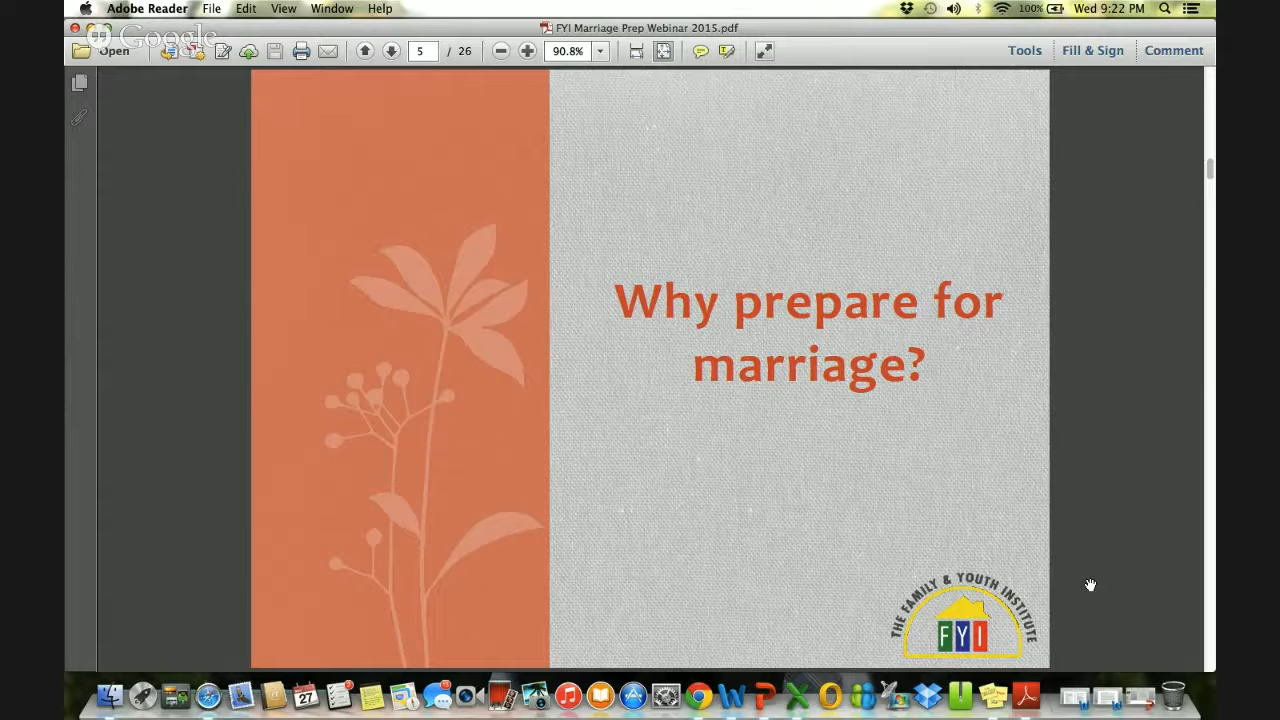 Adobe Reader File Edit View Window Help 100% Wed 9:22 PM
FYI Marriage Prep Webinar 2015.pdf
Google
Open 5 / 26 90.8% Tools Fill & Sign Comment
Why prepare for
marriage?
THE FAMILY & YOUTH INSTITUTE
FYI
27